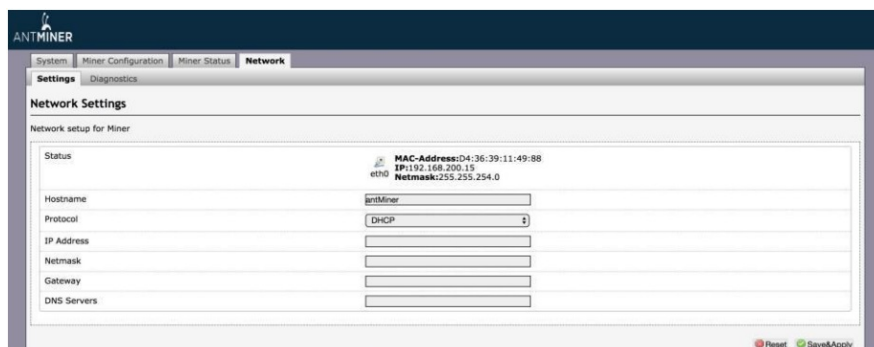 ANTMINER
System Miner Configuration Miner Status Network
Settings Diagnostics
Network Settings
Network setup for Miner
Status
MAC-Address:D4:36:39:11:49:88
IP:192.168.200.15
eth0
Netmask:255.255.254.0
Hostname antMiner
Protocol DHCP
IP Address
Netmask
Gateway
DNS Servers
Reset Save&Apply